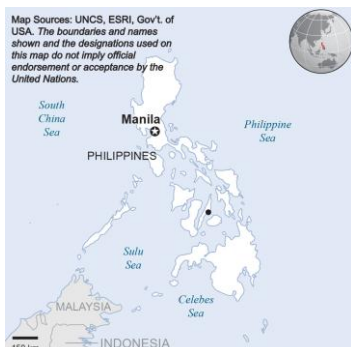 Map Sources: UNCS, ESRI, Gov't. of
USA. The boundaries and names
shown and the designations used on
this map do not imply official
endorsement or acceptance by the
United Nations.
South
China
Sea
Manila
Philippine
Sea
PHILIPPINES
Sulu
Sea
Celebes
Sea
MALAYSIA
INDONESIA
150 km